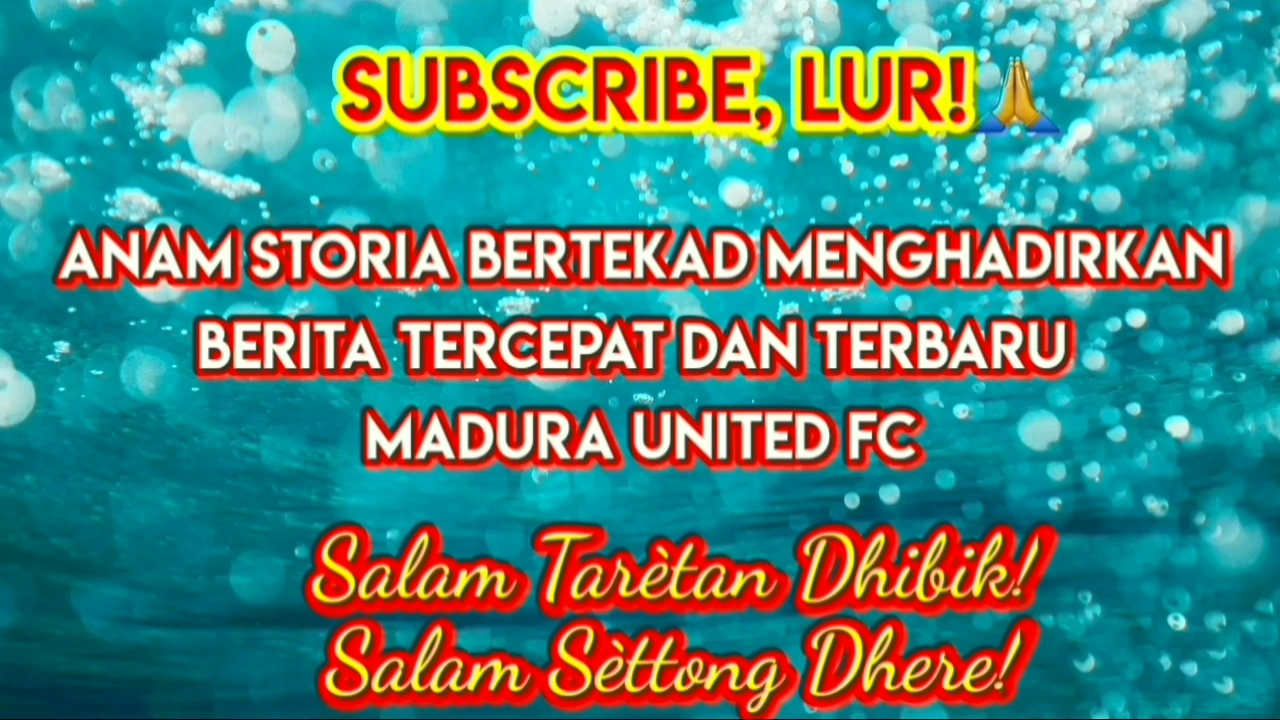 SUBSCRIBE, LUR!🙏
ANAM STORIA BERTEKAD MENGHADIRKAN
BERITA TERCEPAT DAN TERBARU
MADURA UNITED FC
Salam Tarètan Dhibik!
Salam Sèttong Dhere!